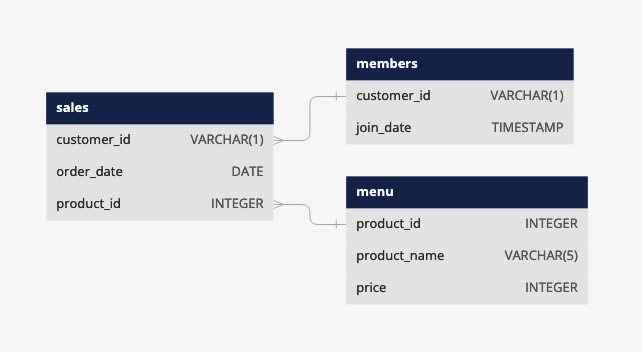 sales
customer_id VARCHAR(1)
order_date DATE
product_id INTEGER
members
customer_id VARCHAR(1)
join_date TIMESTAMP
menu
product_id INTEGER
product_name VARCHAR(5)
price INTEGER